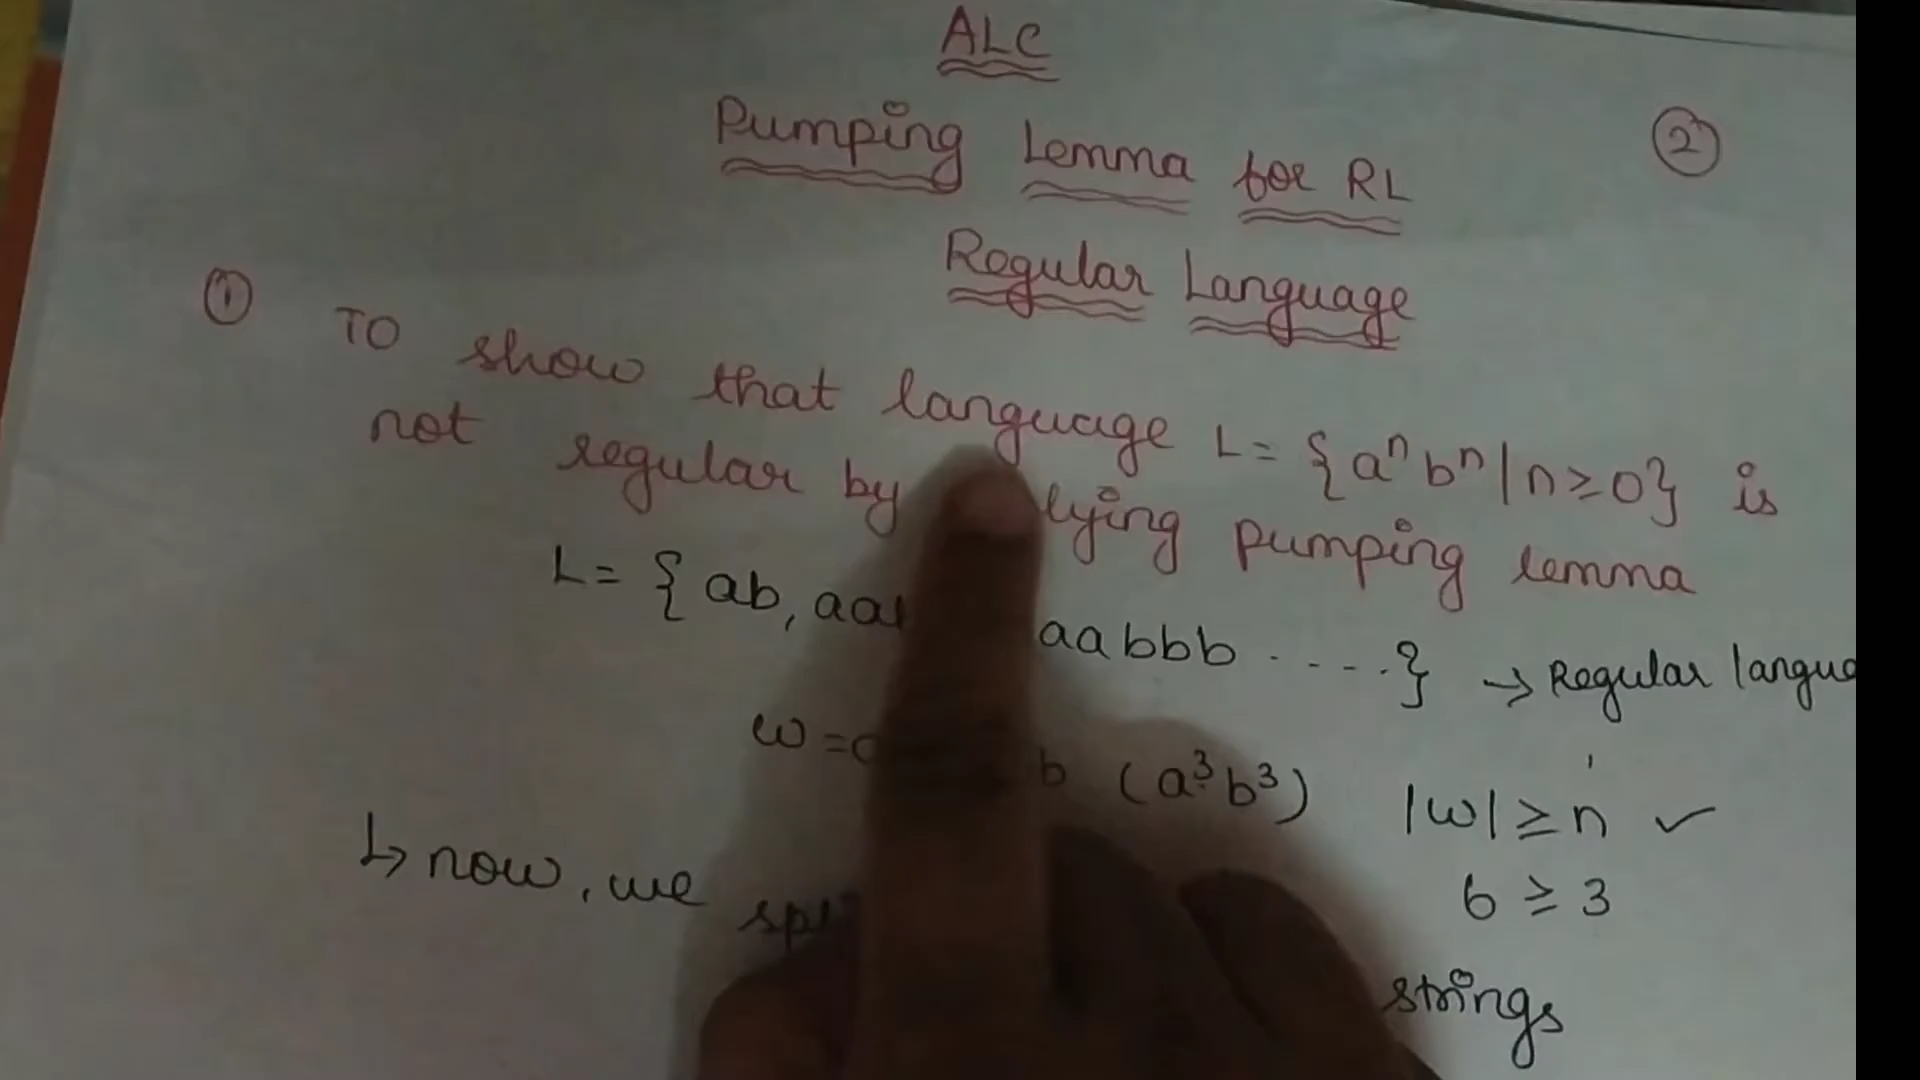 ALC
Pumping Lemma for RL
②
Regular Language
① TO show that language L = {aⁿbⁿ | n ≥ 0} is
not regular by lying pumping lemma
L = { ab, aa aabbb .....} → Regular
w = b (a³b³) |w| ≥ n ✓
6 ≥ 3
↳ now, we
strings